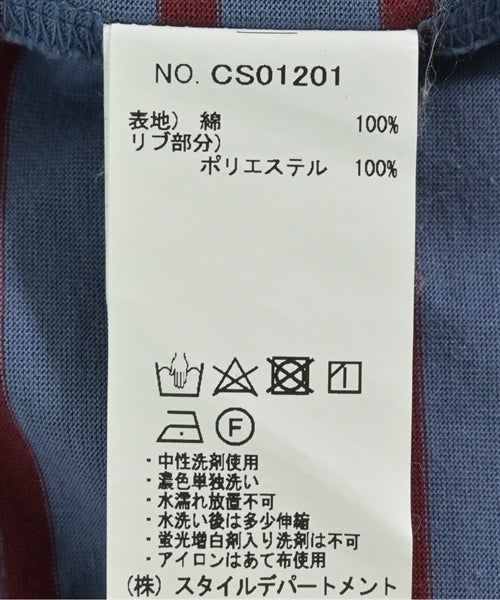 NO. CS01201
表地) 綿 100%
リブ部分)
ポリエステル 100%
F
・中性洗剤使用
・濃色単独洗い
・水濡れ放置不可
・水洗い後は多少伸縮
・蛍光増白剤入り洗剤は不可
・アイロンはあて布使用
(株) スタイルデパートメント